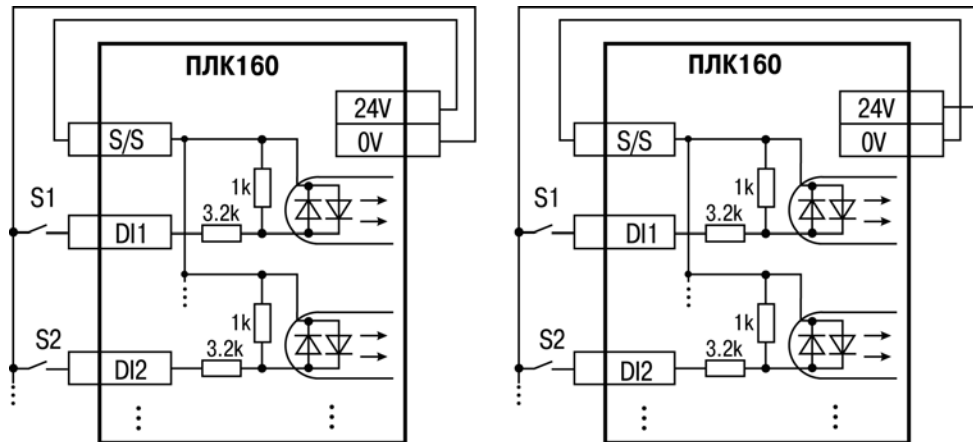 ПЛК160
24V
0V
S/S
1k
S1
3.2k
DI1
1k
S2
3.2k
DI2
ПЛК160
24V
0V
S/S
1k
S1
3.2k
DI1
1k
S2
3.2k
DI2